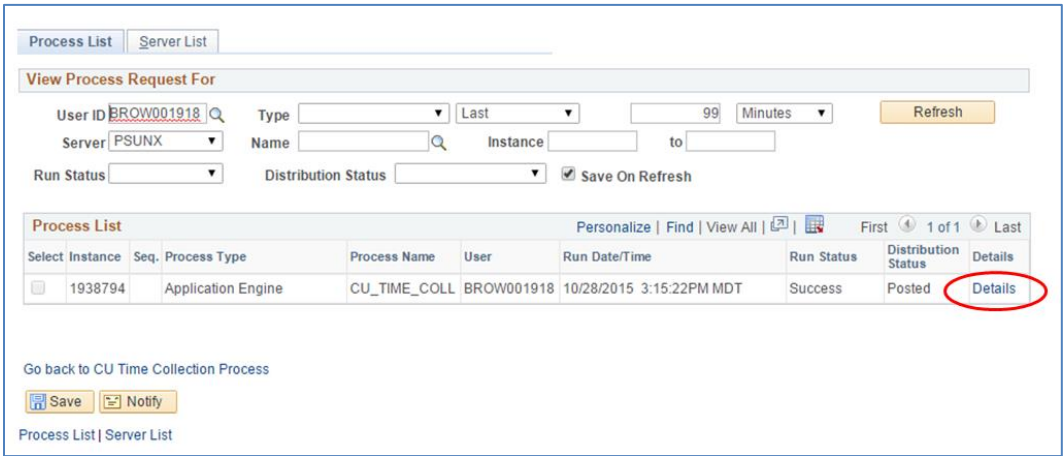 Process List Server List
View Process Request For
User ID BROW001918 Type Last 99 Minutes Refresh
Server PSUNX Name Instance to
Run Status Distribution Status Save On Refresh
Process List Personalize | Find | View All | | First 1 of 1 Last
Select Instance Seq. Process Type Process Name User Run Date/Time Run Status Distribution Status Details
1938794 Application Engine CU_TIME_COLL BROW001918 10/28/2015 3:15:22PM MDT Success Posted Details
Go back to CU Time Collection Process
Save Notify
Process List | Server List